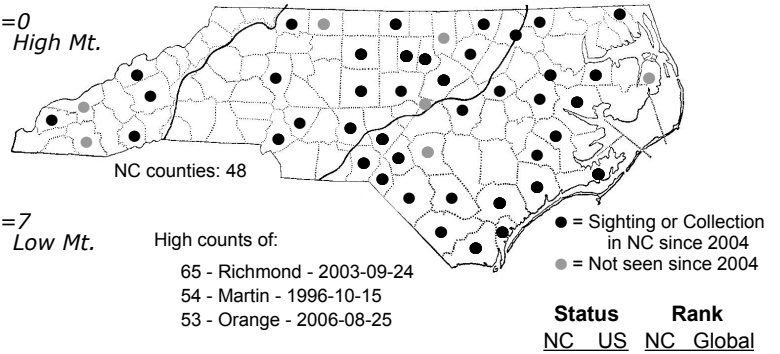 =0
High Mt.
NC counties: 48
=7
Low Mt.
High counts of:
65 - Richmond - 2003-09-24
54 - Martin - 1996-10-15
53 - Orange - 2006-08-25
= Sighting or Collection
in NC since 2004
= Not seen since 2004
Status Rank
NC US NC Global